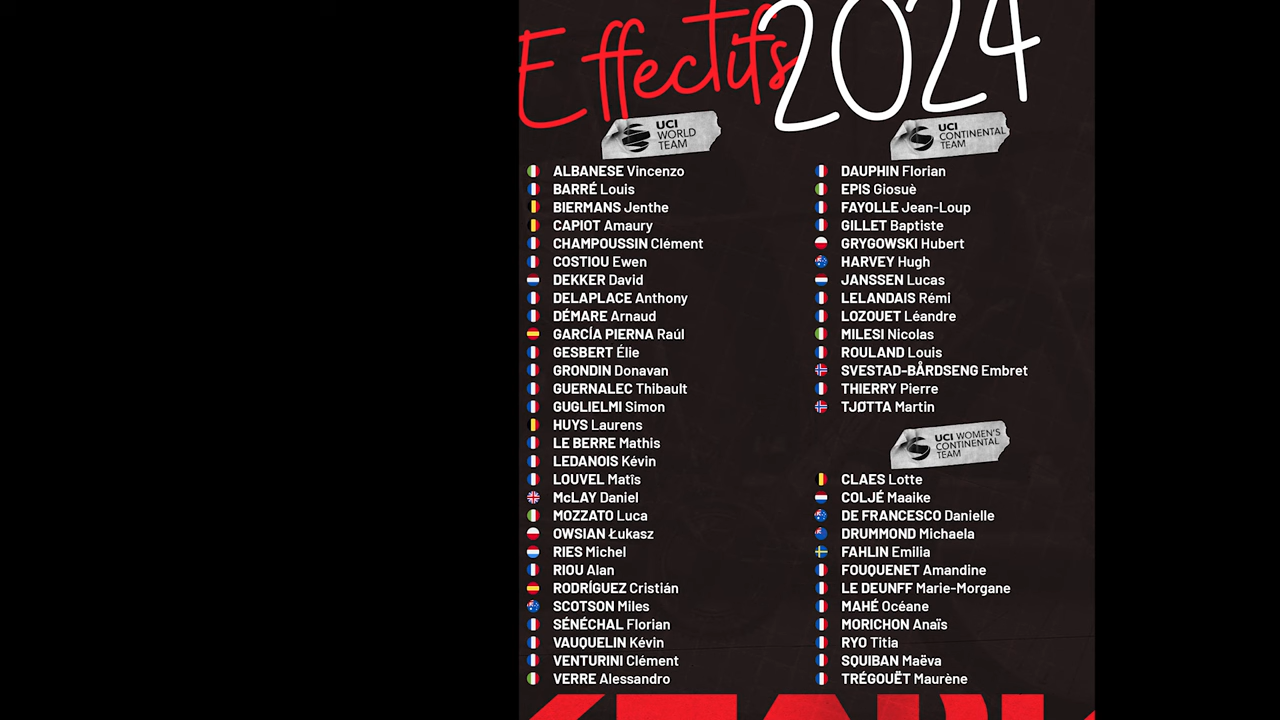 Effectifs 2024
UCI
WORLD
TEAM
ALBANESE Vincenzo
BARRÉ Louis
BIERMANS Jenthe
CAPIOT Amaury
CHAMPOUSSIN Clément
COSTIOU Ewen
DEKKER David
DELAPLACE Anthony
DÉMARE Arnaud
GARCÍA PIERNA Raúl
GESBERT Élie
GRONDIN Donavan
GUERNALEC Thibault
GUGLIELMI Simon
HUYS Laurens
LE BERRE Mathis
LEDANOIS Kévin
LOUVEL Matîs
McLAY Daniel
MOZZATO Luca
OWSIAN Łukasz
RIES Michel
RIOU Alan
RODRÍGUEZ Cristián
SCOTSON Miles
SÉNÉCHAL Florian
VAUQUELIN Kévin
VENTURINI Clément
VERRE Alessandro
UCI
CONTINENTAL
TEAM
DAUPHIN Florian
EPIS Giosuè
FAYOLLE Jean-Loup
GILLET Baptiste
GRYGOWSKI Hubert
HARVEY Hugh
JANSSEN Lucas
LELANDAIS Rémi
LOZOUET Léandre
MILESI Nicolas
ROULAND Louis
SVESTAD-BÅRDSENG Embret
THIERRY Pierre
TJØTTA Martin
UCI WOMEN'S
CONTINENTAL
TEAM
CLAES Lotte
COLJÉ Maaike
DE FRANCESCO Danielle
DRUMMOND Michaela
FAHLIN Emilia
FOUQUENET Amandine
LE DEUNFF Marie-Morgane
MAHÉ Océane
MORICHON Anaïs
RYO Titia
SQUIBAN Maëva
TRÉGOUËT Maurène